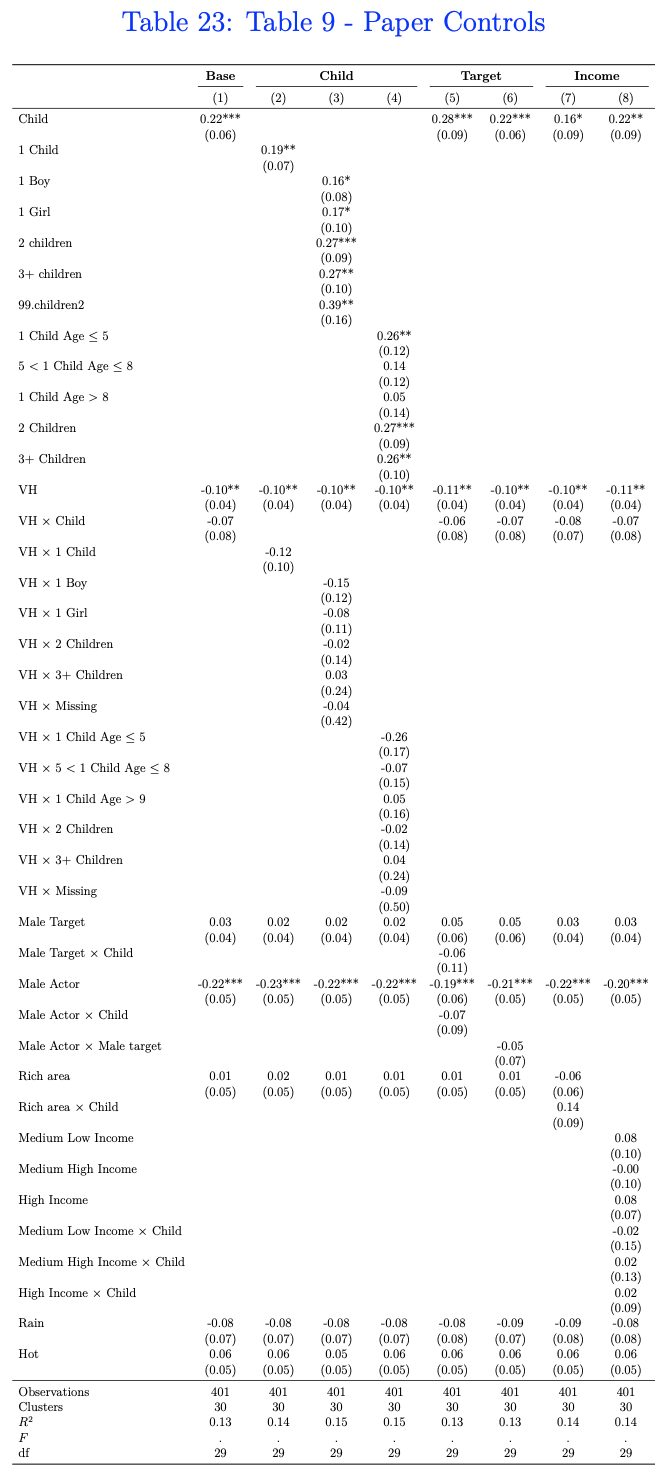 Table 23: Table 9 - Paper Controls
Base Child Target Income
(1) (2) (3) (4) (5) (6) (7) (8)
Child 0.22*** 0.28*** 0.22*** 0.16* 0.22**
(0.06) (0.09) (0.06) (0.09) (0.09)
1 Child 0.19**
(0.07)
1 Boy 0.16*
(0.08)
1 Girl 0.17*
(0.10)
2 children 0.27***
(0.09)
3+ children 0.27**
(0.10)
99.children2 0.39**
(0.16)
1 Child Age ≤ 5 0.26**
(0.12)
5 < 1 Child Age ≤ 8 0.14
(0.12)
1 Child Age > 8 0.05
(0.14)
2 Children 0.27***
(0.09)
3+ Children 0.26**
(0.10)
VH -0.10** -0.10** -0.10** -0.10** -0.11** -0.10** -0.10** -0.11**
(0.04) (0.04) (0.04) (0.04) (0.04) (0.04) (0.04) (0.04)
VH × Child -0.07 -0.06 -0.07 -0.08 -0.07
(0.08) (0.08) (0.08) (0.07) (0.08)
VH × 1 Child -0.12
(0.10)
VH × 1 Boy -0.15
(0.12)
VH × 1 Girl -0.08
(0.11)
VH × 2 Children -0.02
(0.14)
VH × 3+ Children 0.03
(0.24)
VH × Missing -0.04
(0.42)
VH × 1 Child Age ≤ 5 -0.26
(0.17)
VH × 5 < 1 Child Age ≤ 8 -0.07
(0.15)
VH × 1 Child Age > 9 0.05
(0.16)
VH × 2 Children -0.02
(0.14)
VH × 3+ Children 0.04
(0.24)
VH × Missing -0.09
(0.50)
Male Target 0.03 0.02 0.02 0.02 0.05 0.05 0.03 0.03
(0.04) (0.04) (0.04) (0.04) (0.06) (0.06) (0.04) (0.04)
Male Target × Child -0.06
(0.11)
Male Actor -0.22*** -0.23*** -0.22*** -0.22*** -0.19*** -0.21*** -0.22*** -0.20***
(0.05) (0.05) (0.05) (0.05) (0.06) (0.05) (0.05) (0.05)
Male Actor × Child -0.07
(0.09)
Male Actor × Male target -0.05
(0.07)
Rich area 0.01 0.02 0.01 0.01 0.01 0.01 -0.06
(0.05) (0.05) (0.05) (0.05) (0.05) (0.05) (0.06)
Rich area × Child 0.14
(0.09)
Medium Low Income 0.08
(0.10)
Medium High Income -0.00
(0.10)
High Income 0.08
(0.07)
Medium Low Income × Child -0.02
(0.15)
Medium High Income × Child 0.02
(0.13)
High Income × Child 0.02
(0.09)
Rain -0.08 -0.08 -0.08 -0.08 -0.08 -0.09 -0.09 -0.08
(0.07) (0.07) (0.07) (0.07) (0.08) (0.07) (0.08) (0.08)
Hot 0.06 0.06 0.05 0.06 0.06 0.06 0.06 0.06
(0.05) (0.05) (0.05) (0.05) (0.05) (0.05) (0.05) (0.05)
Observations 401 401 401 401 401 401 401 401
Clusters 30 30 30 30 30 30 30 30
R² 0.13 0.14 0.15 0.15 0.13 0.13 0.14 0.14
F . . . . . . . .
df 29 29 29 29 29 29 29 29